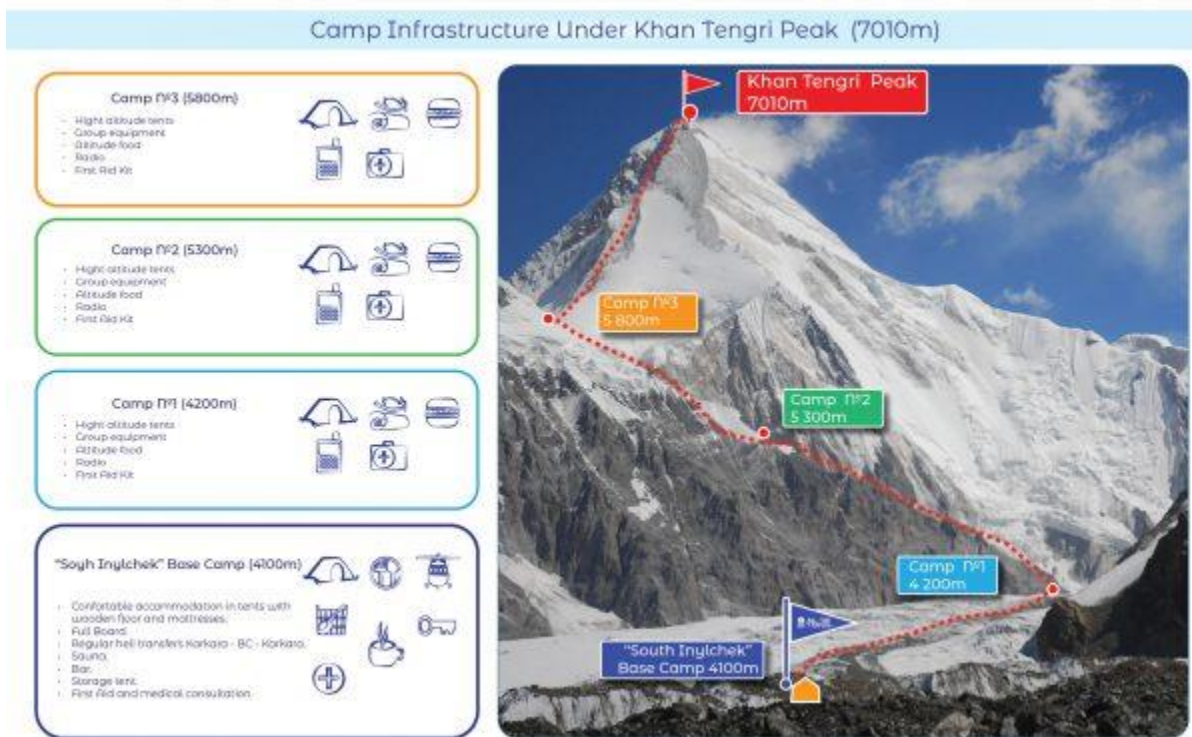 Camp Infrastructure Under Khan Tengri Peak (7010m)
Camp №3 (5800m)
- Hight altitude tents
- Group equipment
- Altitude food
- Radio
- First Aid Kit
Camp №2 (5300m)
- Hight altitude tents
- Group equipment
- Altitude food
- Radio
- First Aid Kit
Camp №1 (4200m)
- Hight altitude tents
- Group equipment
- Altitude food
- Radio
- First Aid Kit
"Soyh Inylchek" Base Camp (4100m)
- Confortable accommodation in tents with
wooden floor and mattresses.
- Full Board.
- Regular heli transfers Karkara - BC - Karkara.
- Sauna.
- Bar.
- Storage tent.
- First Aid and medical consultation.
Khan Tengri Peak
7010m
Camp №3
5 800m
Camp №2
5 300m
Camp №1
4 200m
"South Inylchek"
Base Camp 4100m